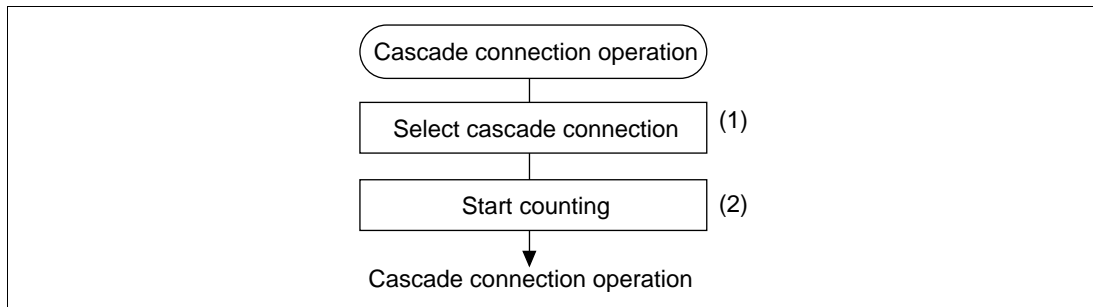 Cascade connection operation
Select cascade connection (1)
Start counting (2)
Cascade connection operation